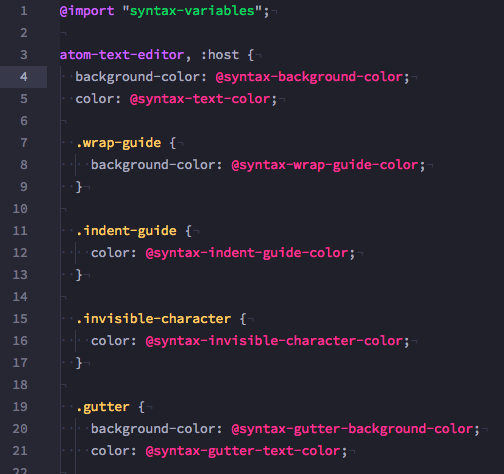 1 @import "syntax-variables";
2
3 atom-text-editor, :host {
4   background-color: @syntax-background-color;
5   color: @syntax-text-color;
6
7   .wrap-guide {
8     background-color: @syntax-wrap-guide-color;
9   }
10
11   .indent-guide {
12     color: @syntax-indent-guide-color;
13   }
14
15   .invisible-character {
16     color: @syntax-invisible-character-color;
17   }
18
19   .gutter {
20     background-color: @syntax-gutter-background-color;
21     color: @syntax-gutter-text-color;
22